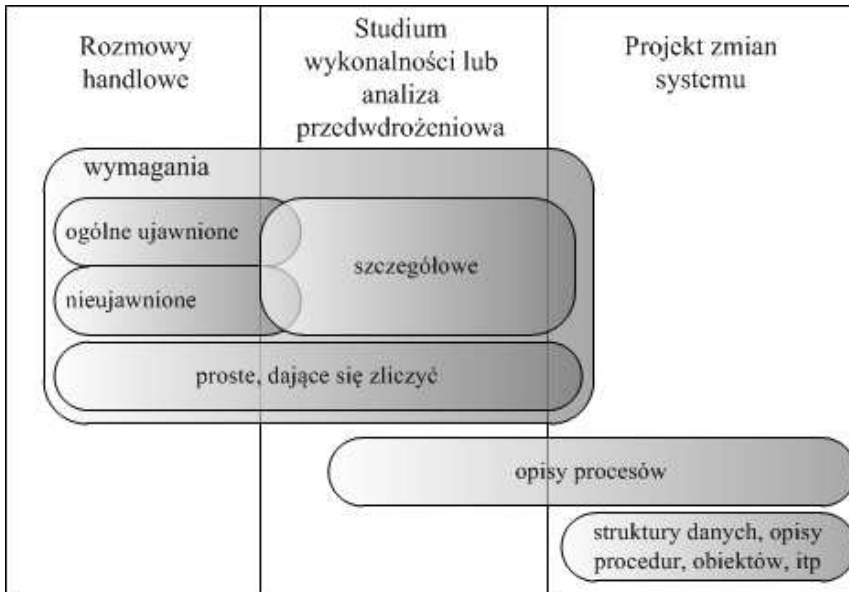 Rozmowy
handlowe
Studium
wykonalności lub
analiza
przedwdrożeniowa
Projekt zmian
systemu
wymagania
ogólne ujawnione
szczegółowe
nieujawnione
proste, dające się zliczyć
opisy procesów
struktury danych, opisy
procedur, obiektów, itp